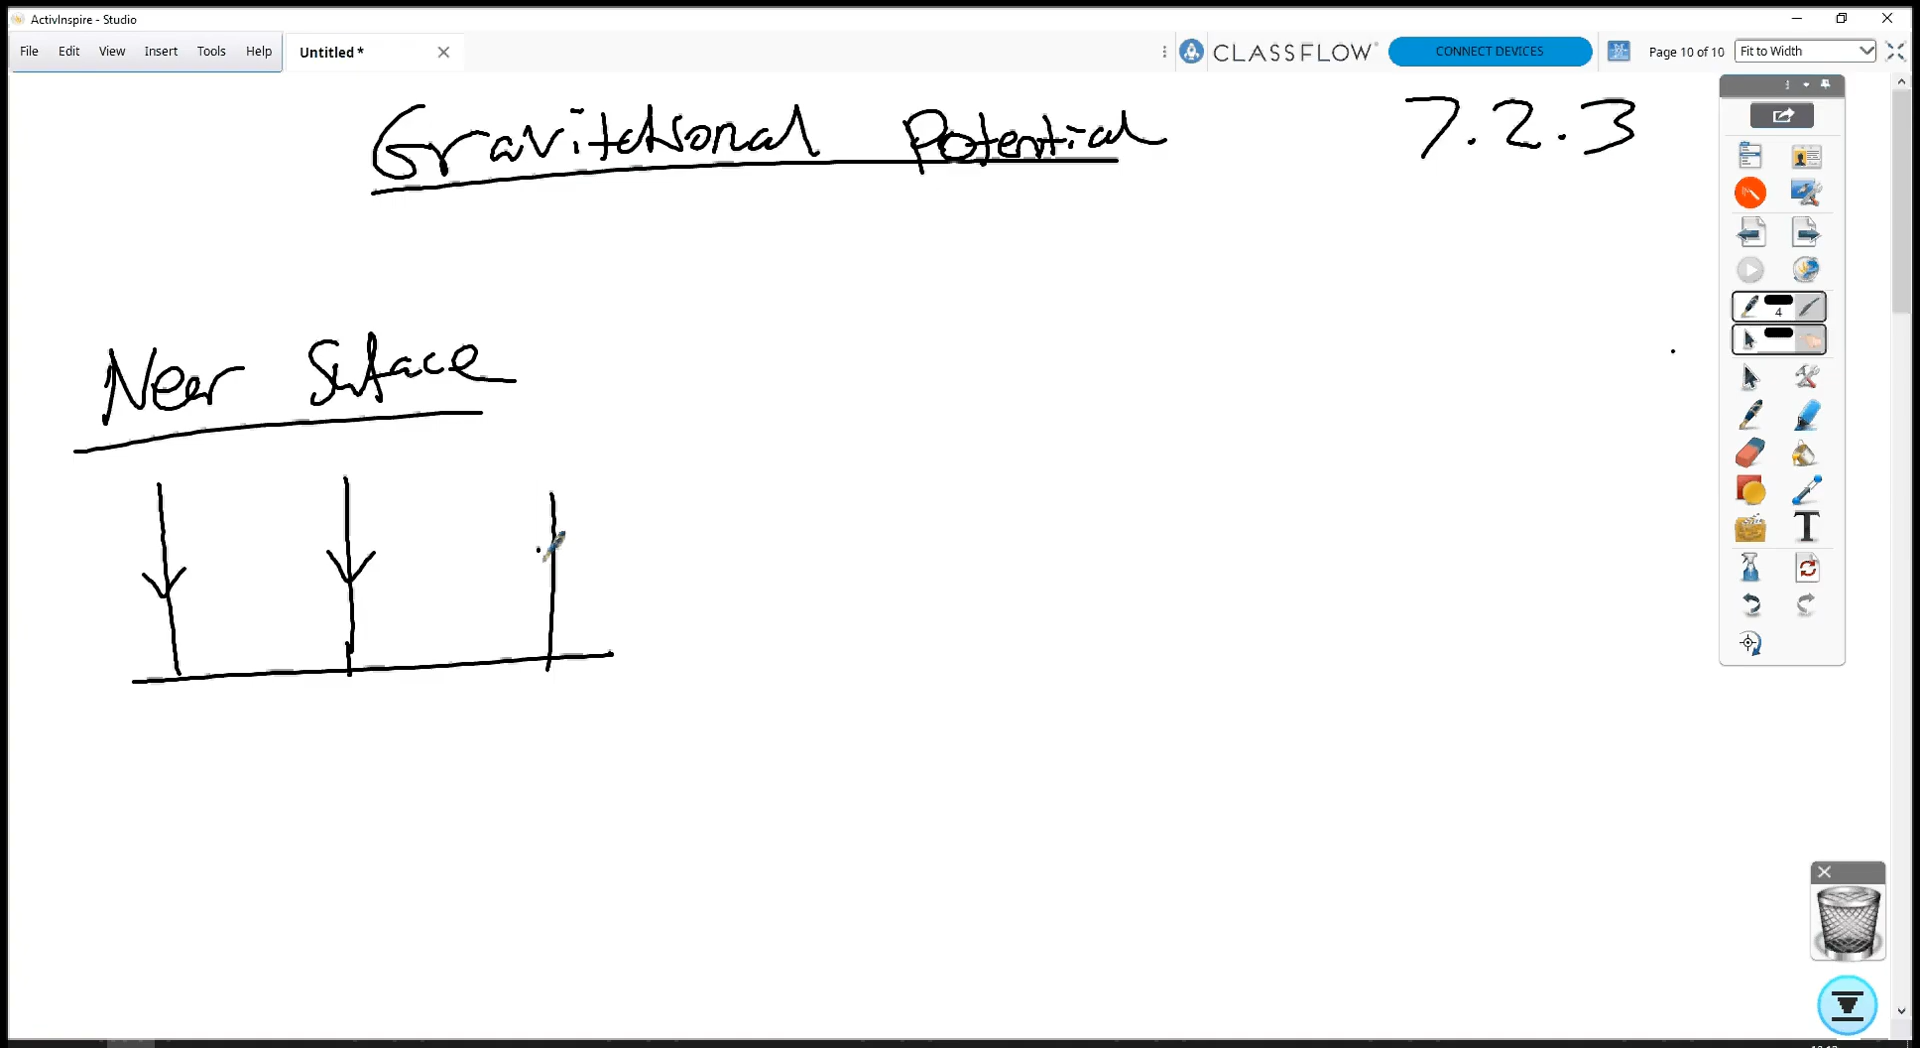 ActivInspire - Studio
File Edit View Insert Tools Help Untitled * CLASSFLOW CONNECT DEVICES Page 10 of 10 Fit to Width
Gravitational Potential 7.2.3
4
Near Surface
T